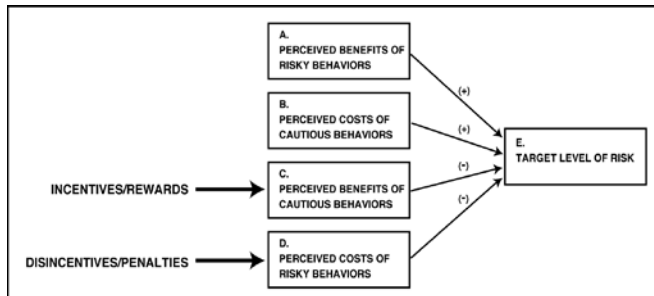 A.
PERCEIVED BENEFITS OF
RISKY BEHAVIORS
(+)
B.
PERCEIVED COSTS OF
CAUTIOUS BEHAVIORS
(+)
E.
TARGET LEVEL OF RISK
INCENTIVES/REWARDS
C.
PERCEIVED BENEFITS OF
CAUTIOUS BEHAVIORS
(-)
DISINCENTIVES/PENALTIES
D.
PERCEIVED COSTS OF
RISKY BEHAVIORS
(-)